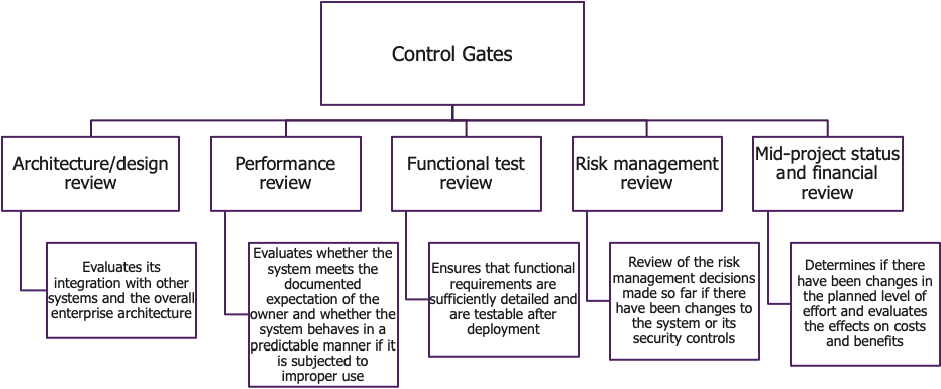 Control Gates
Architecture/design
review
Performance
review
Functional test
review
Risk management
review
Mid-project status
and financial
review
Evaluates its
integration with other
systems and the overall
enterprise architecture
Evaluates whether the
system meets the
documented
expectation of the
owner and whether the
system behaves in a
predictable manner if it
is subjected to
improper use
Ensures that functional
requirements are
sufficiently detailed and
are testable after
deployment
Review of the risk
management decisions
made so far if there
have been changes to
the system or its
security controls
Determines if there
have been changes in
the planned level of
effort and evaluates
the effects on costs
and benefits